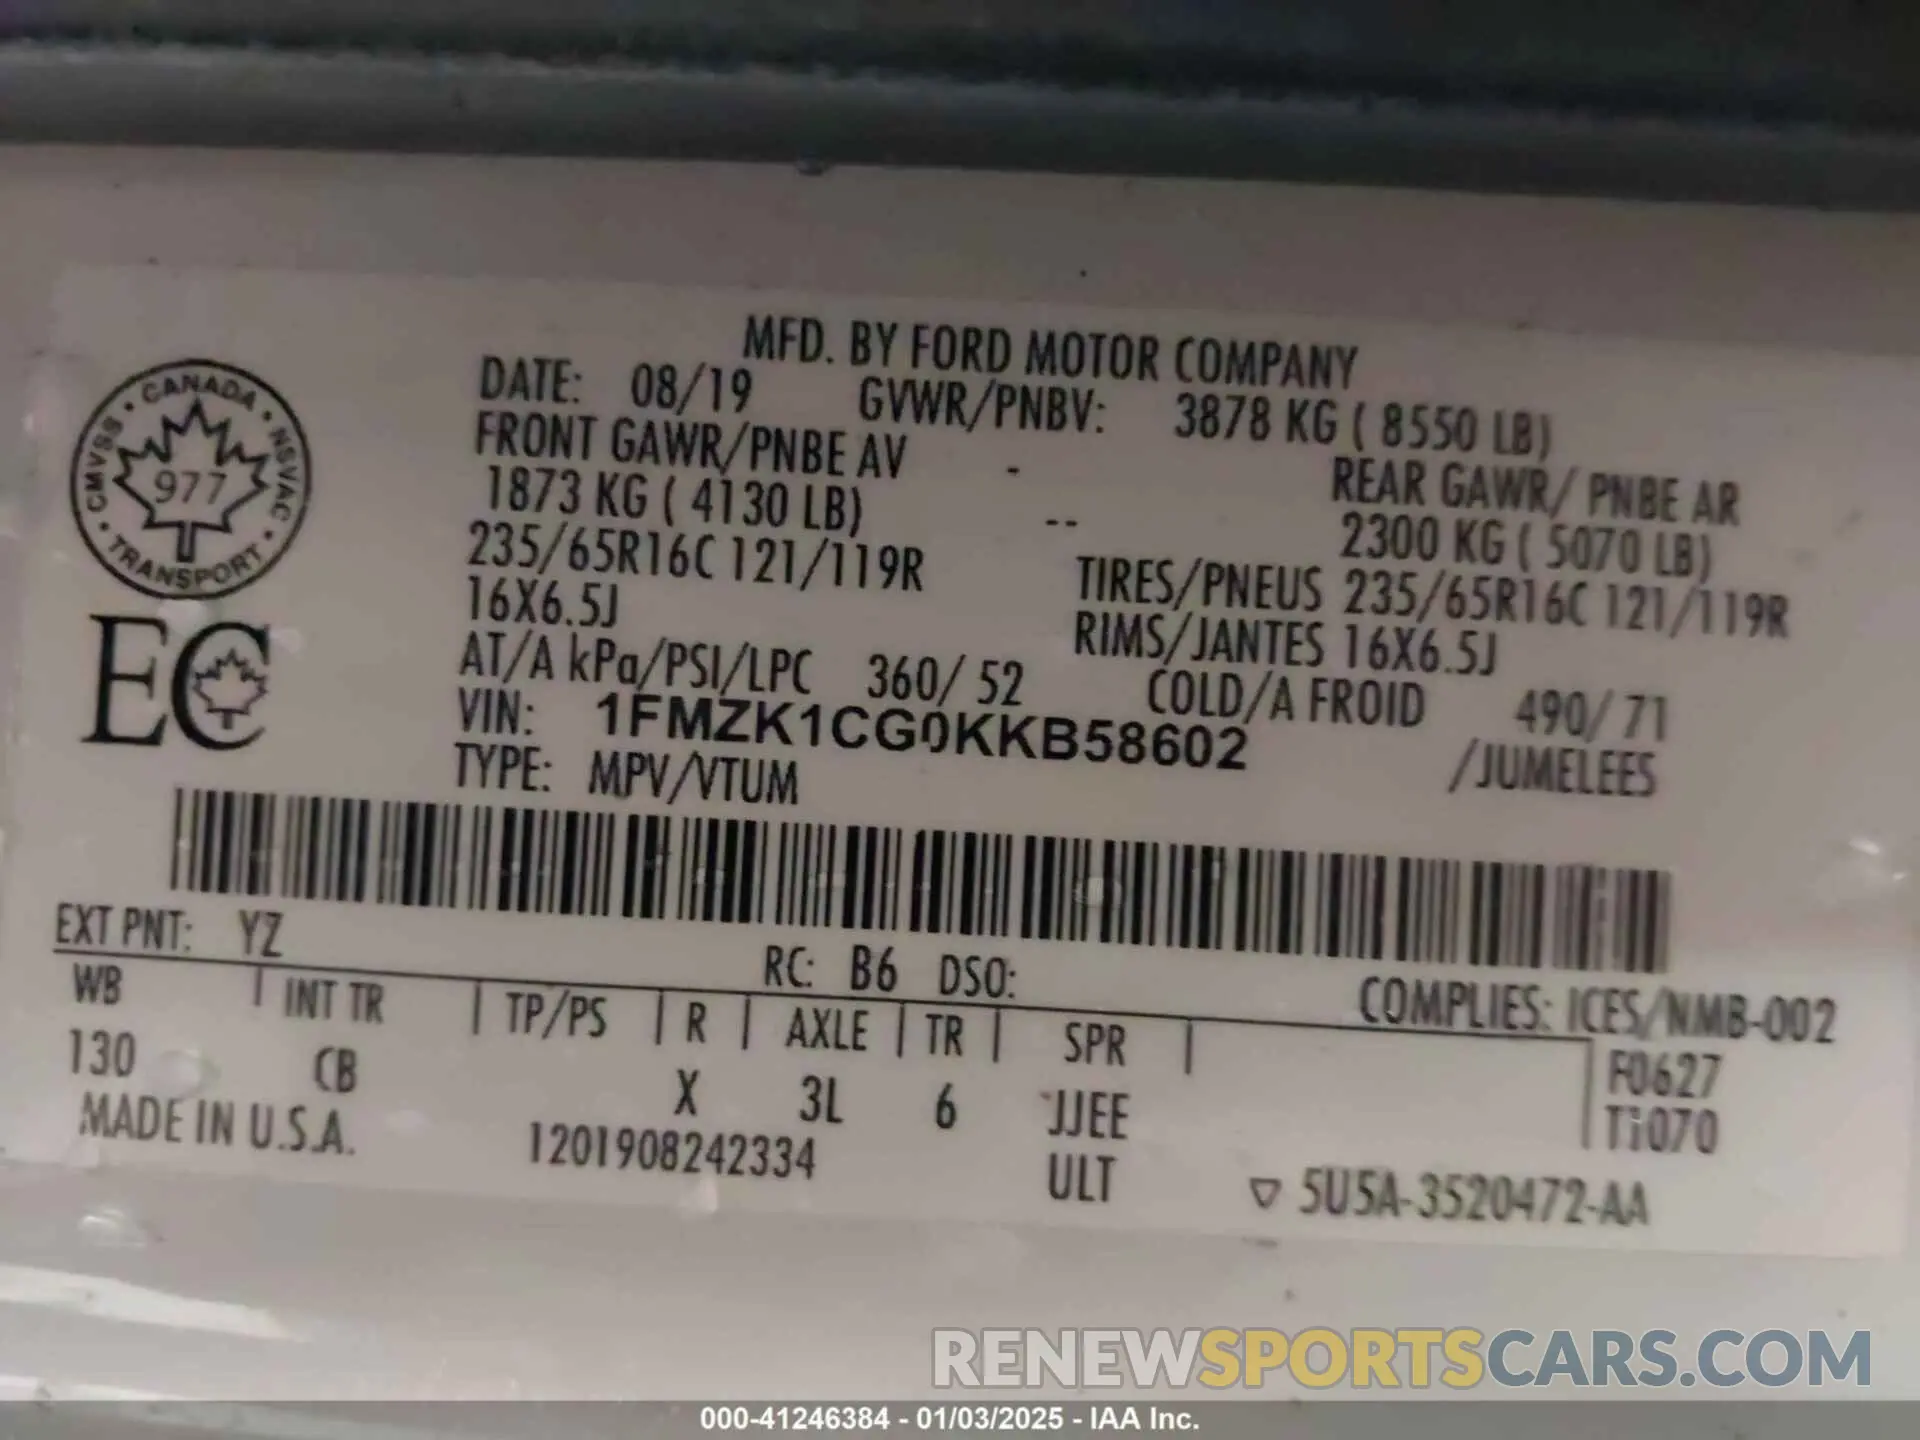 MFD. BY FORD MOTOR COMPANY
DATE: 08/19 GVWR/PNBV: 3878 KG ( 8550 LB)
FRONT GAWR/PNBE AV - REAR GAWR/ PNBE AR
1873 KG ( 4130 LB) -- 2300 KG ( 5070 LB)
235/65R16C 121/119R TIRES/PNEUS 235/65R16C 121/119R
16X6.5J RIMS/JANTES 16X6.5J
AT/A kPa/PSI/LPC 360/ 52 COLD/A FROID 490/ 71
VIN: 1FMZK1CG0KKB58602 /JUMELEES
TYPE: MPV/VTUM
CANADA • NSVAC • TRANSPORT • CMVSS •
977
EC
EXT PNT: YZ RC: B6 DSO: COMPLIES: ICES/NMB-002
WB | INT TR | TP/PS | R | AXLE | TR | SPR | F0627
130 CB X 3L 6 JJEE Ti070
MADE IN U.S.A. 1201908242334 ULT ▽ 5U5A-3520472-AA
RENEWSPORTSCARS.COM
000-41246384 - 01/03/2025 - IAA Inc.